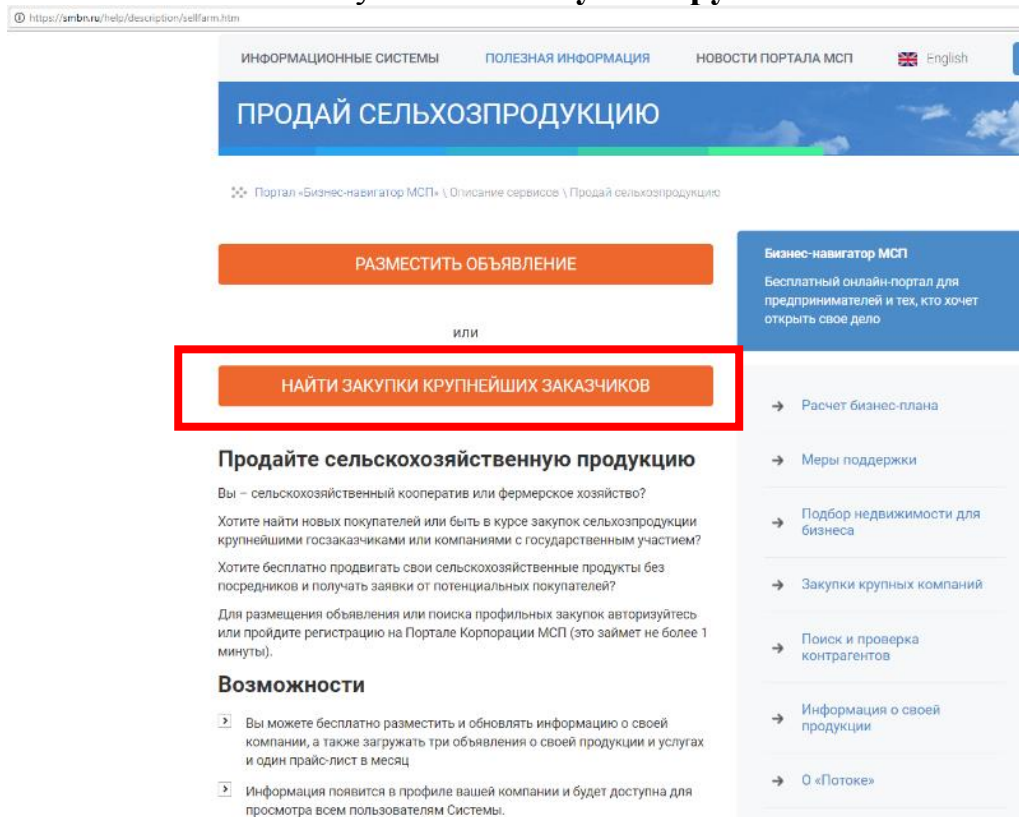 https://smbn.ru/help/description/sellfarm.htm
ИНФОРМАЦИОННЫЕ СИСТЕМЫ ПОЛЕЗНАЯ ИНФОРМАЦИЯ НОВОСТИ ПОРТАЛА МСП English
ПРОДАЙ СЕЛЬХОЗПРОДУКЦИЮ
Портал «Бизнес-навигатор МСП» \ Описание сервисов \ Продай сельхозпродукцию
РАЗМЕСТИТЬ ОБЪЯВЛЕНИЕ
или
НАЙТИ ЗАКУПКИ КРУПНЕЙШИХ ЗАКАЗЧИКОВ
Продайте сельскохозяйственную продукцию
Вы – сельскохозяйственный кооператив или фермерское хозяйство?
Хотите найти новых покупателей или быть в курсе закупок сельхозпродукции
крупнейшими госзаказчиками или компаниями с государственным участием?
Хотите бесплатно продвигать свои сельскохозяйственные продукты без
посредников и получать заявки от потенциальных покупателей?
Для размещения объявления или поиска профильных закупок авторизуйтесь
или пройдите регистрацию на Портале Корпорации МСП (это займет не более 1
минуты).
Возможности
Вы можете бесплатно разместить и обновлять информацию о своей
компании, а также загружать три объявления о своей продукции и услугах
и один прайс-лист в месяц
Информация появится в профиле вашей компании и будет доступна для
просмотра всем пользователям Системы.
Бизнес-навигатор МСП
Бесплатный онлайн-портал для
предпринимателей и тех, кто хочет
открыть свое дело
Расчет бизнес-плана
Меры поддержки
Подбор недвижимости для
бизнеса
Закупки крупных компаний
Поиск и проверка
контрагентов
Информация о своей
продукции
О «Потоке»